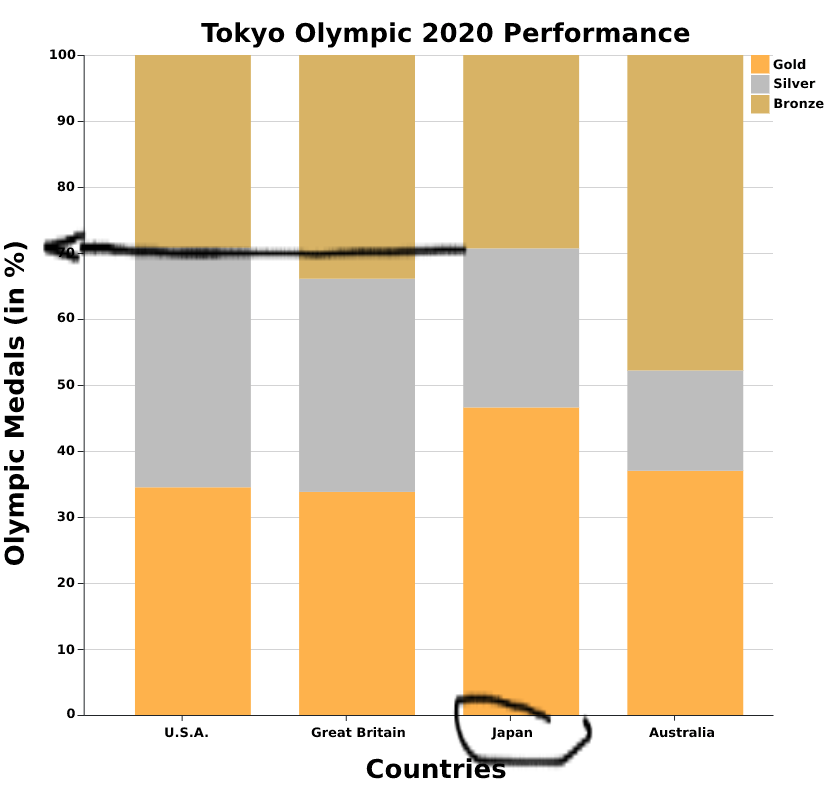 Tokyo Olympic 2020 Performance
Gold
Silver
Bronze
Olympic Medals (in %)
100
90
80
70
60
50
40
30
20
10
0
U.S.A. Great Britain Japan Australia
Countries